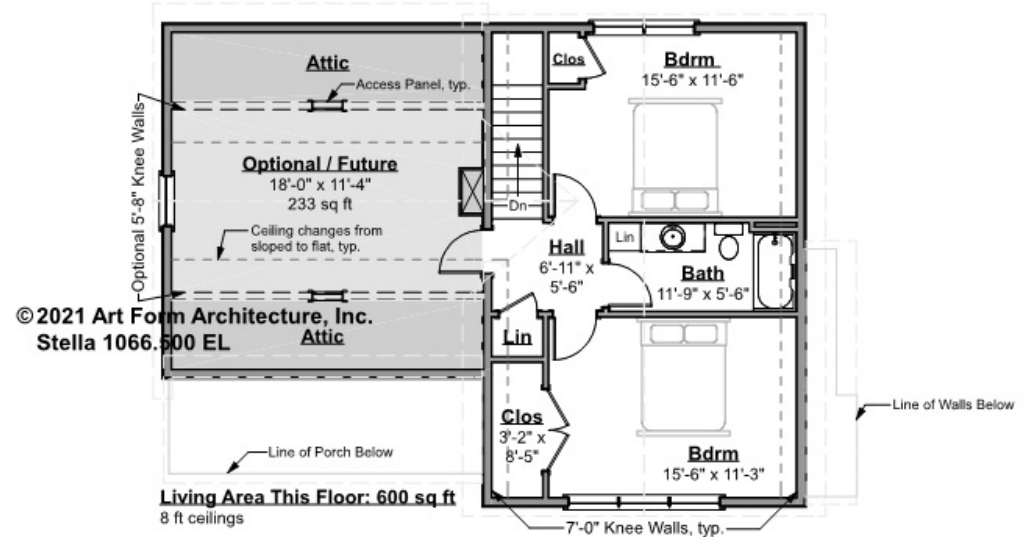 Attic
Access Panel, typ.
Optional 5'-8" Knee Walls
Optional / Future
18'-0" x 11'-4"
233 sq ft
Ceiling changes from
sloped to flat, typ.
Attic
©2021 Art Form Architecture, Inc.
Stella 1066.500 EL
Clos
Bdrm
15'-6" x 11'-6"
Dn
Hall
6'-11" x
5'-6"
Lin
Bath
11'-9" x 5'-6"
Lin
Clos
3'-2" x
8'-5"
Bdrm
15'-6" x 11'-3"
Line of Walls Below
Line of Porch Below
Living Area This Floor: 600 sq ft
8 ft ceilings
7'-0" Knee Walls, typ.